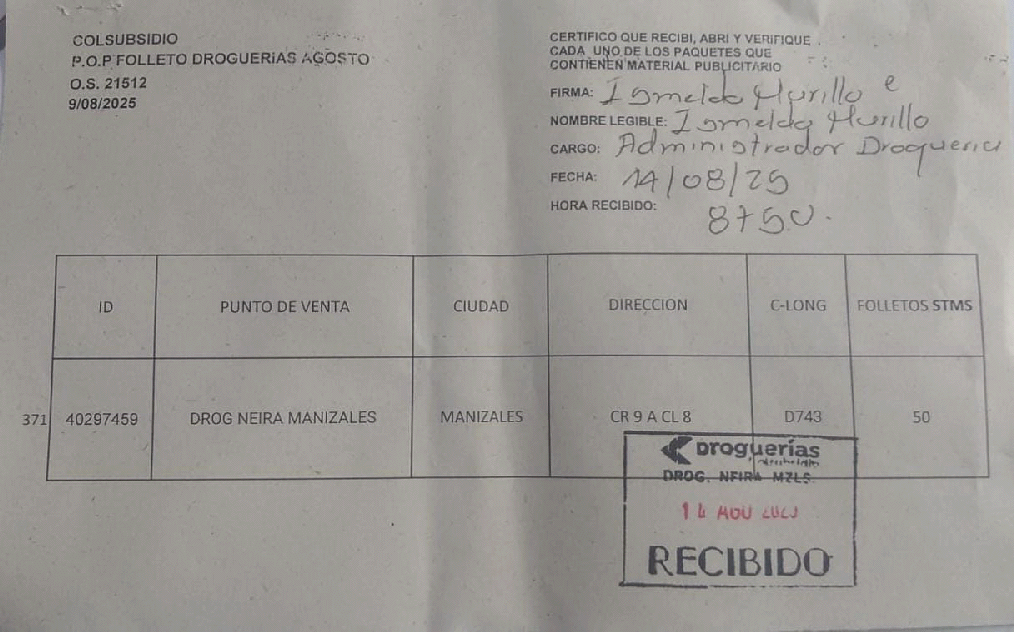 COLSUBSIDIO
P.O.P FOLLETO DROGUERIAS AGOSTO
O.S. 21512
9/08/2025
CERTIFICO QUE RECIBI, ABRI Y VERIFIQUE
CADA UNO DE LOS PAQUETES QUE
CONTIENEN MATERIAL PUBLICITARIO
FIRMA: Ismelda Murillo e
NOMBRE LEGIBLE: Ismelda Murillo
CARGO: Administrador Drogueria
FECHA: 14/08/25
HORA RECIBIDO:
ID PUNTO DE VENTA CIUDAD DIRECCION C-LONG FOLLETOS STMS
371 40297459 DROG NEIRA MANIZALES MANIZALES CR 9 A CL 8 D743 50
Droguerías
DROG. NEIRA MZLS
14
RECIBIDO